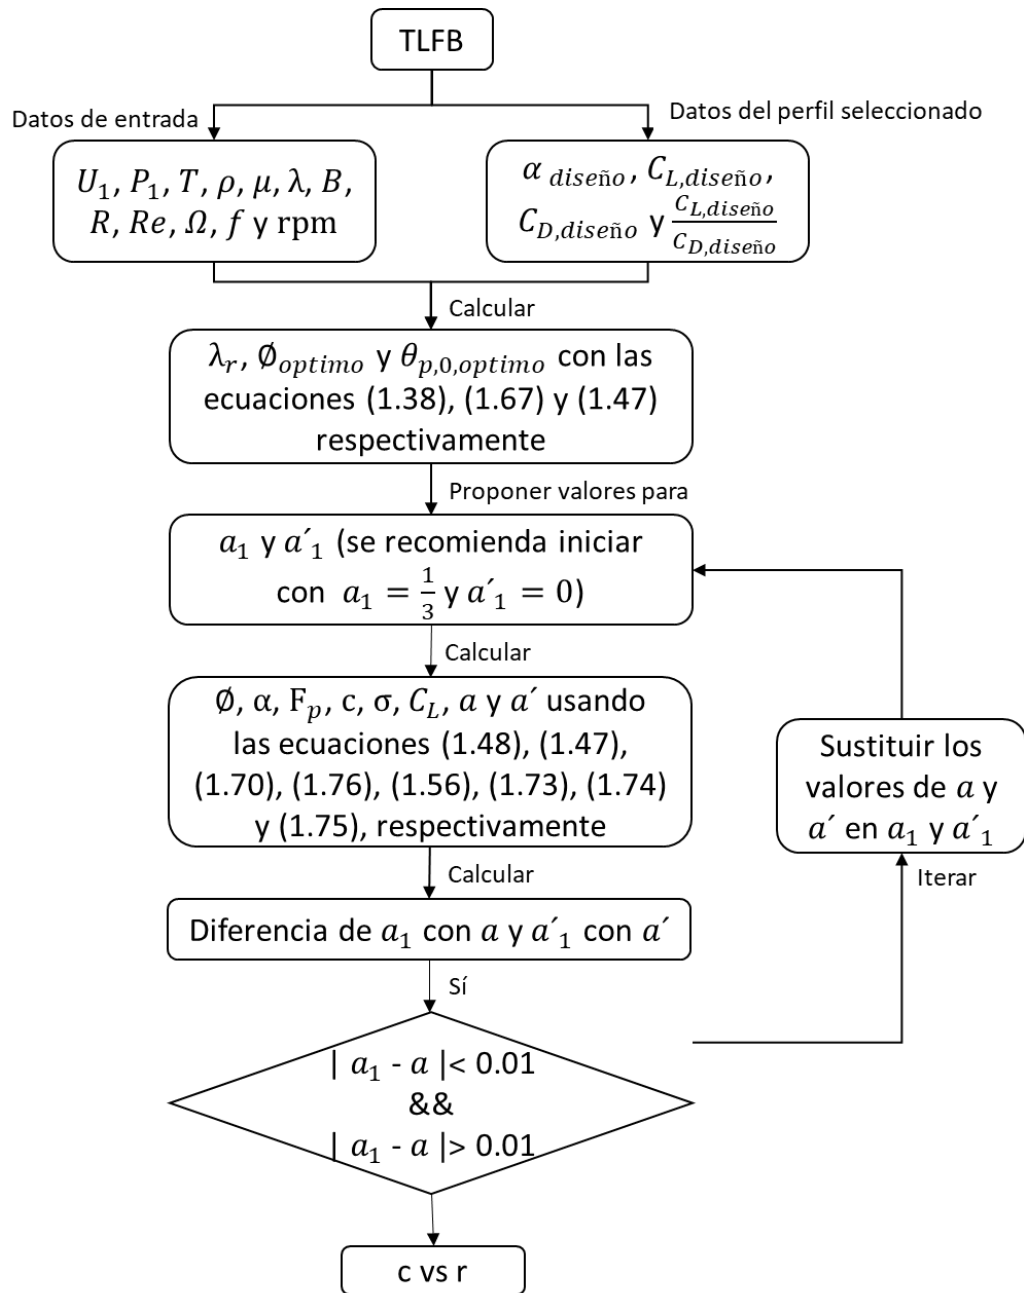 TLFB
Datos de entrada
Datos del perfil seleccionado
U₁, P₁, T, ρ, μ, λ, B,
R, Re, Ω, f y rpm
α diseño, C_L,diseño,
C_D,diseño y C_L,diseño/C_D,diseño
Calcular
λ_r, Ø_optimo y θ_p,0,optimo con las
ecuaciones (1.38), (1.67) y (1.47)
respectivamente
Proponer valores para
a₁ y a´₁ (se recomienda iniciar
con a₁ = 1/3 y a´₁ = 0)
Calcular
Ø, α, F_p, c, σ, C_L, a y a´ usando
las ecuaciones (1.48), (1.47),
(1.70), (1.76), (1.56), (1.73), (1.74)
y (1.75), respectivamente
Sustituir los
valores de a y
a´ en a₁ y a´₁
Calcular
Iterar
Diferencia de a₁ con a y a´₁ con a´
Sí
| a₁ - a |< 0.01
&&
| a₁ - a |> 0.01
c vs r